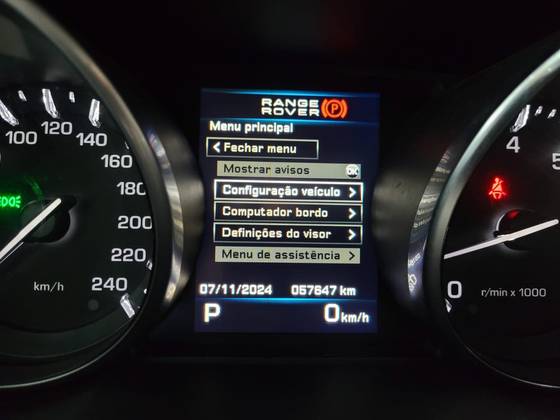 RANGE
ROVER (P)
Menu principal
Fechar menu
Mostrar avisos OK
Configuração veículo
Computador bordo
Definições do visor
Menu de assistência
07/11/2024 057647 km
P 0 km/h
100
120
140
160
180
200
220
240
km/h
4
5
0
r/min x 1000